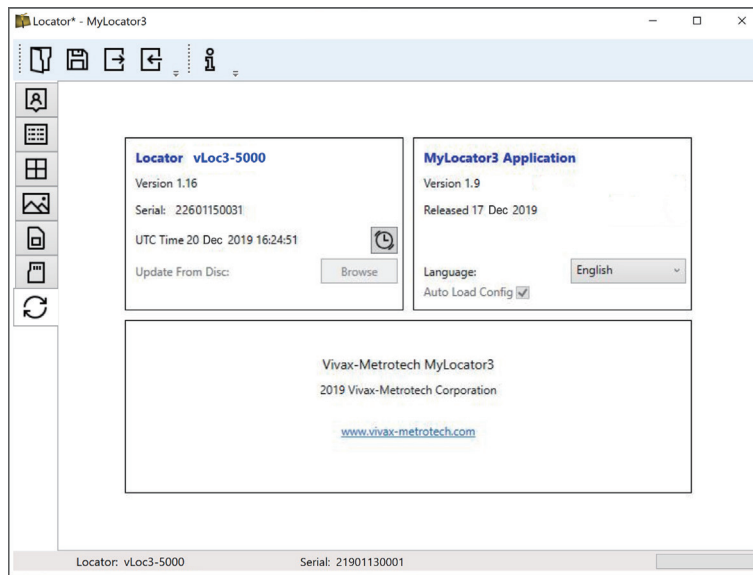 Locator* - MyLocator3
Locator vLoc3-5000
Version 1.16
Serial: 22601150031
UTC Time 20 Dec 2019 16:24:51
Update From Disc:
Browse
MyLocator3 Application
Version 1.9
Released 17 Dec 2019
Language:
English
Auto Load Config
Vivax-Metrotech MyLocator3
2019 Vivax-Metrotech Corporation
www.vivax-metrotech.com
Locator: vLoc3-5000 Serial: 21901130001